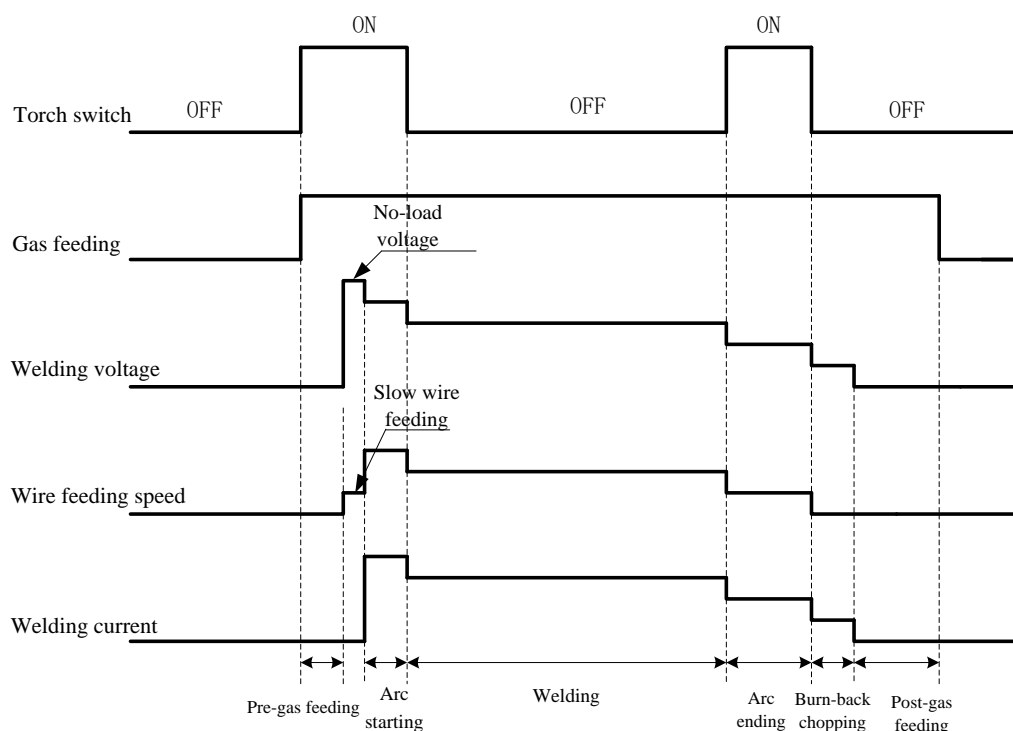 ON
ON
OFF
OFF
OFF
Torch switch
No-load
voltage
Gas feeding
Welding voltage
Slow wire
feeding
Wire feeding speed
Welding current
Pre-gas feeding
Arc
starting
Welding
Arc
ending
Burn-back
chopping
Post-gas
feeding